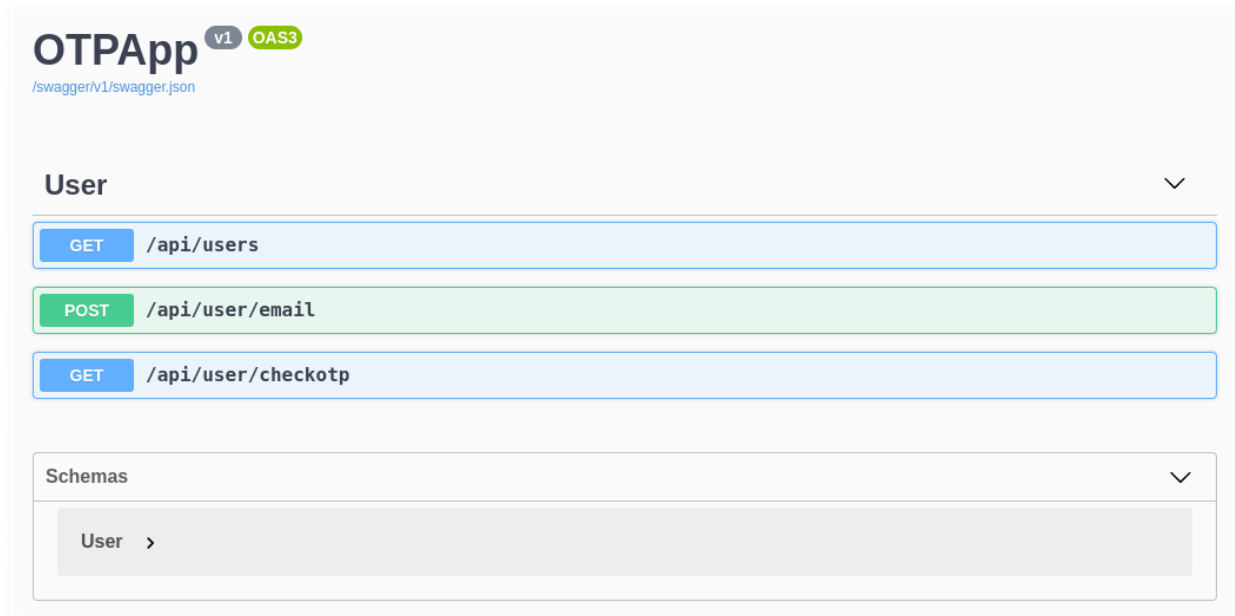 OTPApp v1 OAS3
/swagger/v1/swagger.json
User
GET /api/users
POST /api/user/email
GET /api/user/checkotp
Schemas
User